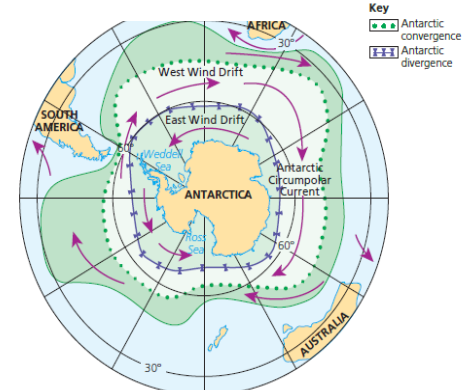 Key
Antarctic
convergence
Antarctic
divergence
AFRICA
30°
West Wind Drift
East Wind Drift
SOUTH
AMERICA
60°
Weddell
Sea
Antarctic
Circumpolar
Current
ANTARCTICA
Ross
Sea
60°
AUSTRALIA
30°